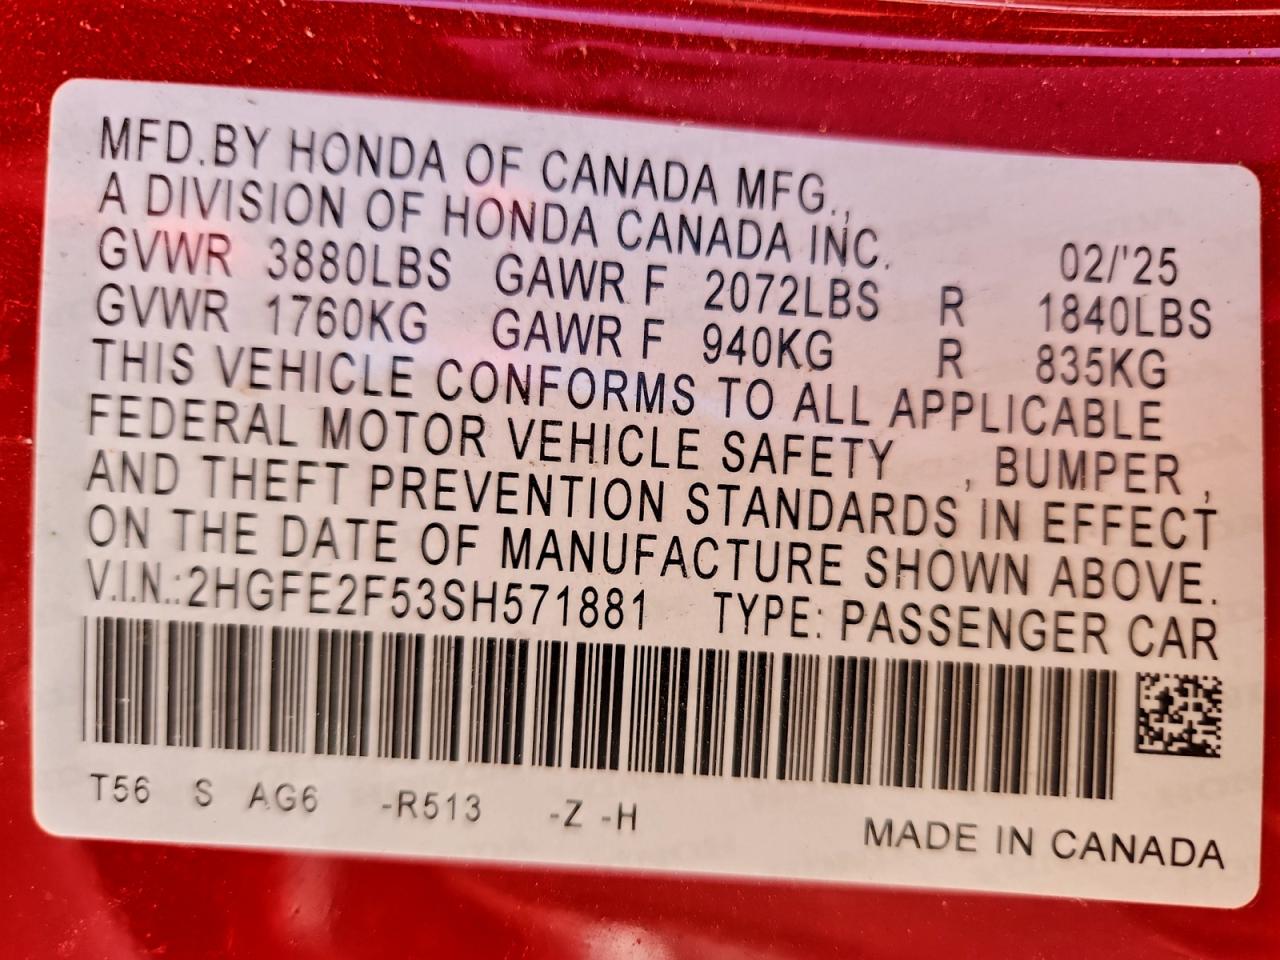 MFD.BY HONDA OF CANADA MFG.,
A DIVISION OF HONDA CANADA INC.
02/'25
GVWR 3880LBS GAWR F 2072LBS R 1840LBS
GVWR 1760KG GAWR F 940KG R 835KG
THIS VEHICLE CONFORMS TO ALL APPLICABLE
FEDERAL MOTOR VEHICLE SAFETY , BUMPER ,
AND THEFT PREVENTION STANDARDS IN EFFECT
ON THE DATE OF MANUFACTURE SHOWN ABOVE.
V.I.N.:2HGFE2F53SH571881 TYPE: PASSENGER CAR
T56 S AG6 -R513 -Z -H
MADE IN CANADA